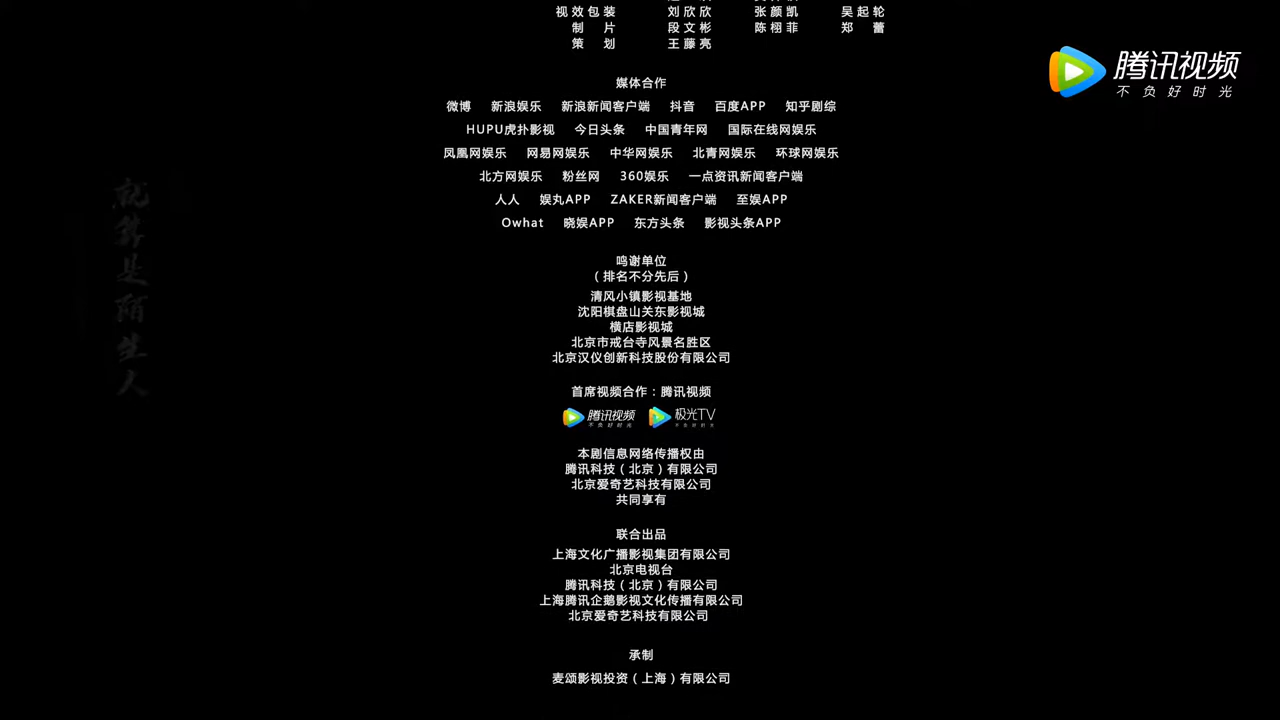 视效包装 刘欣欣 张颜凯 吴起轮
制片 段文彬 陈栩菲 郑蕾
策划 王藤亮
腾讯视频
不负好时光
媒体合作
微博 新浪娱乐 新浪新闻客户端 抖音 百度APP 知乎剧综
HUPU虎扑影视 今日头条 中国青年网 国际在线网娱乐
凤凰网娱乐 网易网娱乐 中华网娱乐 北青网娱乐 环球网娱乐
北方网娱乐 粉丝网 360娱乐 一点资讯新闻客户端
人人 娱丸APP ZAKER新闻客户端 至娱APP
Owhat 晓娱APP 东方头条 影视头条APP
就算是陌生人
鸣谢单位
（排名不分先后）
清风小镇影视基地
沈阳棋盘山关东影视城
横店影视城
北京市戒台寺风景名胜区
北京汉仪创新科技股份有限公司
首席视频合作：腾讯视频
腾讯视频 极光TV
不负好时光 不负好时光
本剧信息网络传播权由
腾讯科技（北京）有限公司
北京爱奇艺科技有限公司
共同享有
联合出品
上海文化广播影视集团有限公司
北京电视台
腾讯科技（北京）有限公司
上海腾讯企鹅影视文化传播有限公司
北京爱奇艺科技有限公司
承制
麦颂影视投资（上海）有限公司